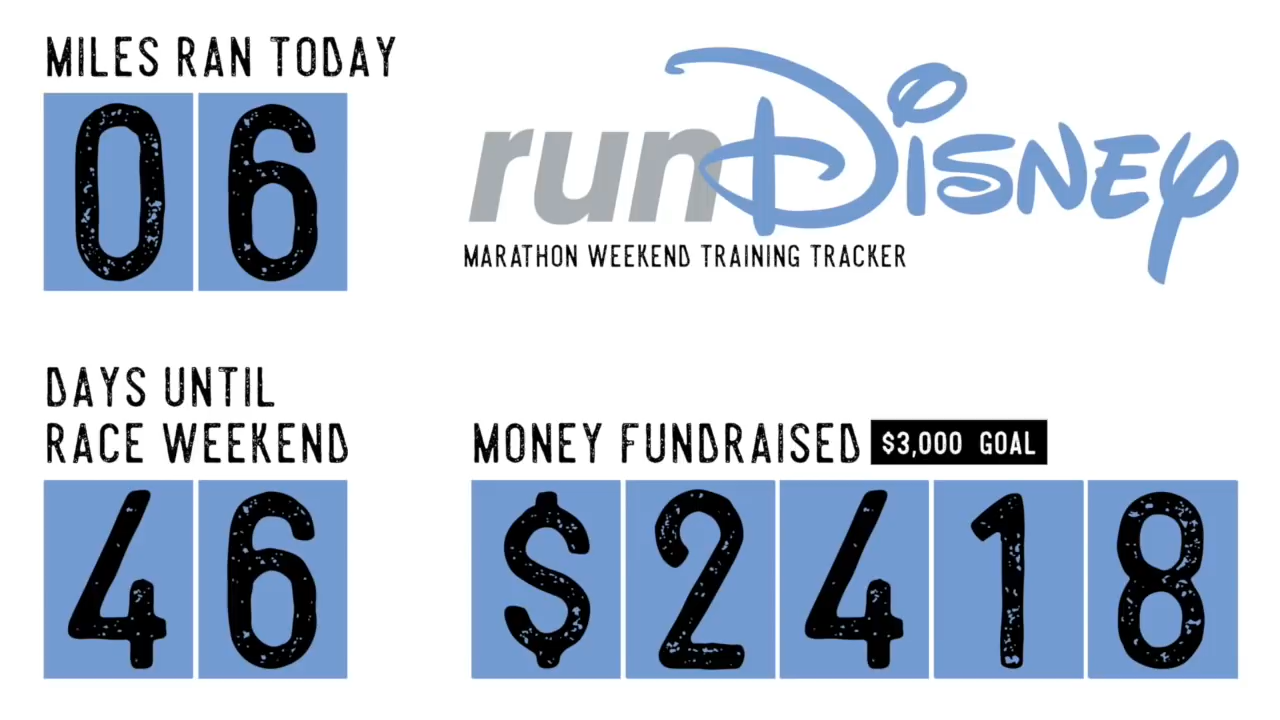 MILES RAN TODAY
06
runDisney
MARATHON WEEKEND TRAINING TRACKER
DAYS UNTIL
RACE WEEKEND
46
MONEY FUNDRAISED $3,000 GOAL
$2418